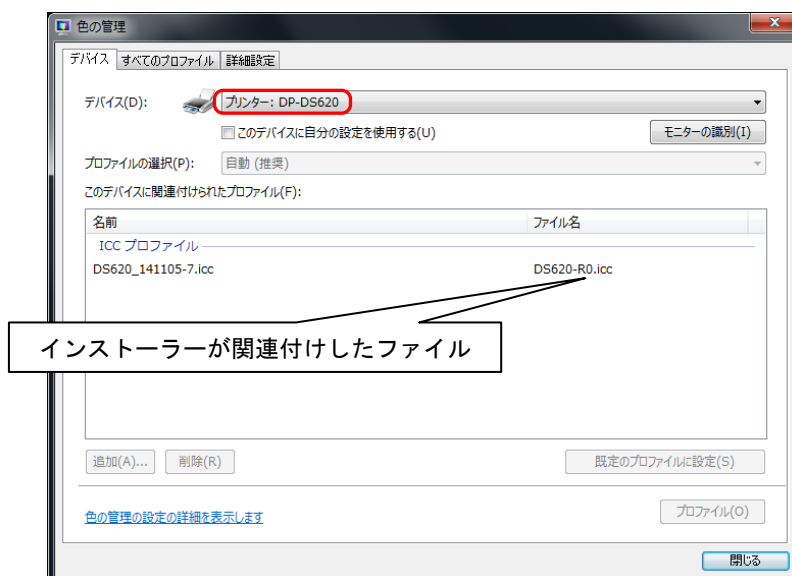 色の管理
デバイス すべてのプロファイル 詳細設定
デバイス(D): プリンター: DP-DS620
このデバイスに自分の設定を使用する(U) モニターの識別(I)
プロファイルの選択(P): 自動 (推奨)
このデバイスに関連付けられたプロファイル(F):
名前 ファイル名
ICC プロファイル
DS620_141105-7.icc DS620-R0.icc
インストーラーが関連付けしたファイル
追加(A)... 削除(R) 既定のプロファイルに設定(S)
色の管理の設定の詳細を表示します プロファイル(O)
閉じる